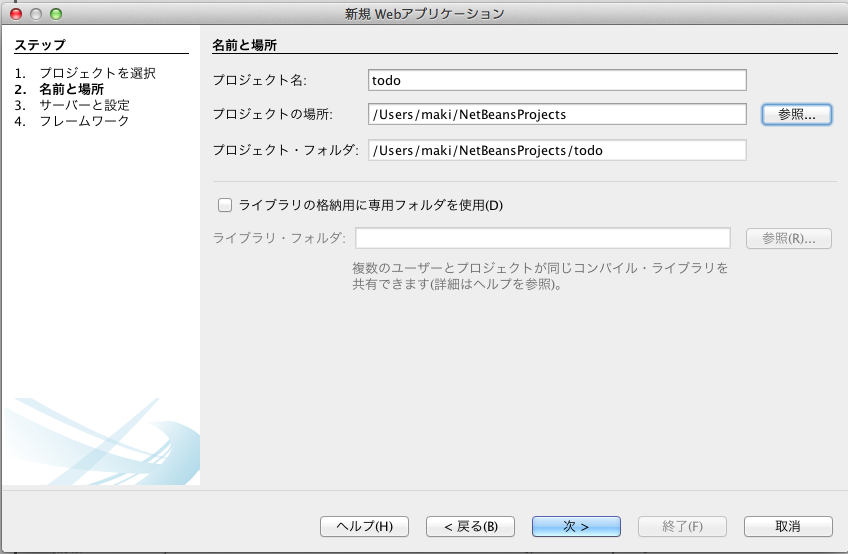 新規 Webアプリケーション
ステップ
1. プロジェクトを選択
2. 名前と場所
3. サーバーと設定
4. フレームワーク
名前と場所
プロジェクト名: todo
プロジェクトの場所: /Users/maki/NetBeansProjects 参照...
プロジェクト・フォルダ: /Users/maki/NetBeansProjects/todo
ライブラリの格納用に専用フォルダを使用(D)
ライブラリ・フォルダ: 参照(R)...
複数のユーザーとプロジェクトが同じコンパイル・ライブラリを
共有できます(詳細はヘルプを参照)。
ヘルプ(H) < 戻る(B) 次 > 終了(F) 取消